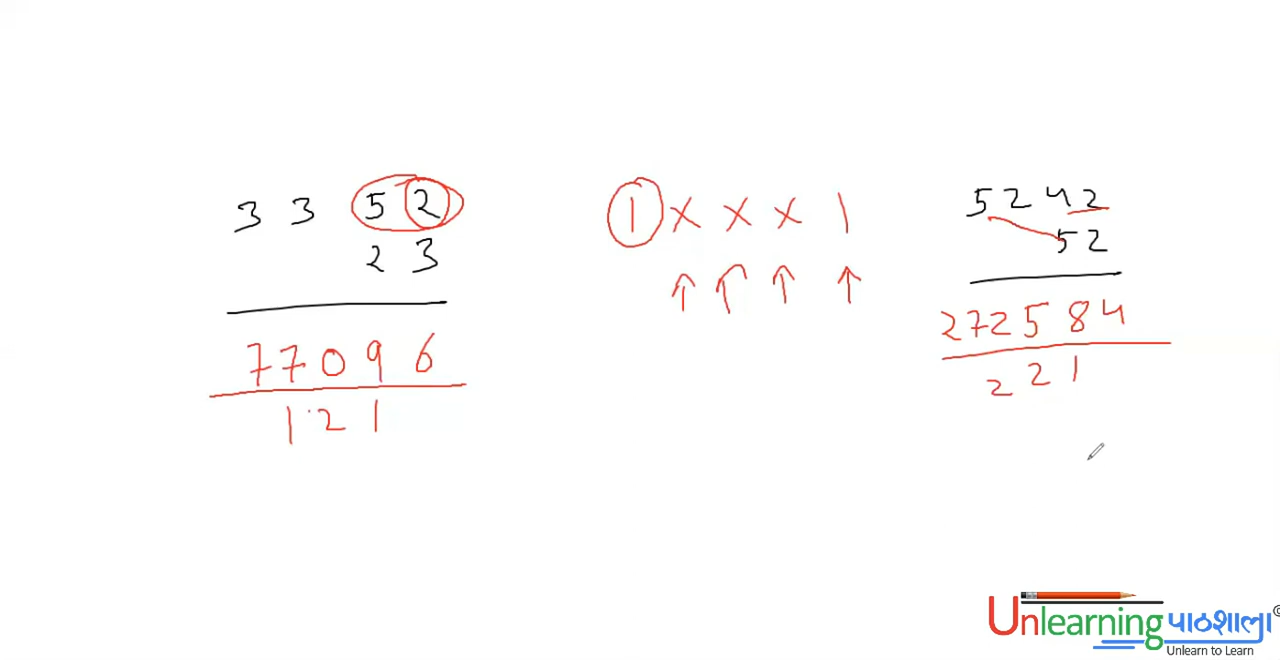 3 3 5 2
2 3
7 7 0 9 6
1 2 1
1 X X X 1
↑ ↑ ↑ ↑
5 2 4 2
5 2
2 7 2 5 8 4
2 2 1
Unlearning पाठशाला ©
Unlearn to Learn